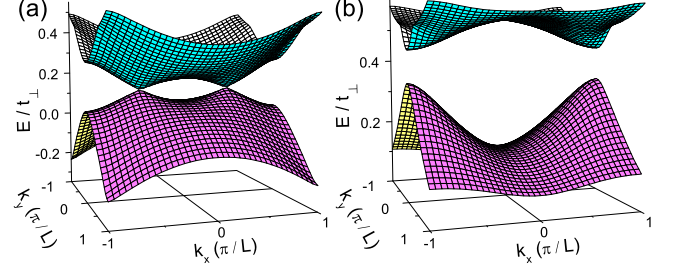 (a)
(b)
0.4
0.2
0.0
-0.2
E / t⊥
-1
0
1
k_y (π / L)
-1
0
1
k_x (π / L)
0.4
0.2
E / t⊥
-1
0
1
k_y (π / L)
-1
0
1
k_x (π / L)